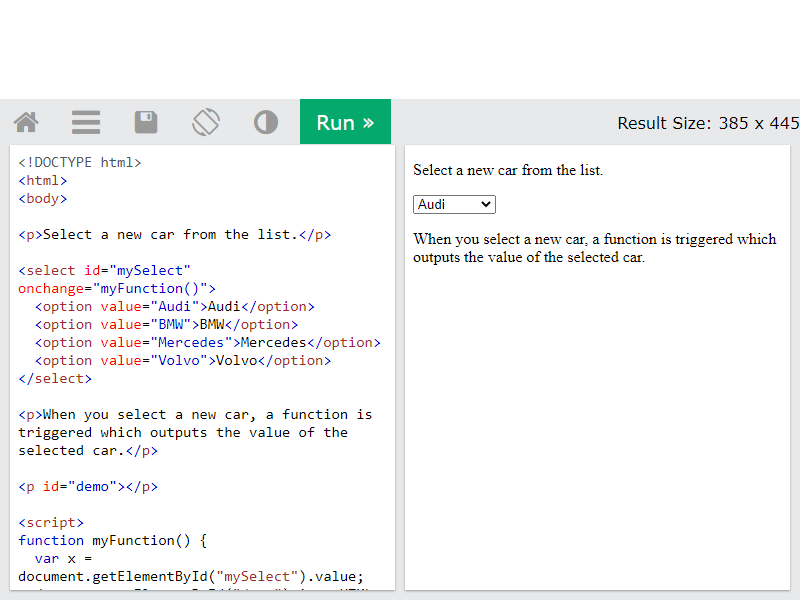 Run »
Result Size: 385 x 445
<!DOCTYPE html>
<html>
<body>
<p>Select a new car from the list.</p>
<select id="mySelect"
onchange="myFunction()">
<option value="Audi">Audi</option>
<option value="BMW">BMW</option>
<option value="Mercedes">Mercedes</option>
<option value="Volvo">Volvo</option>
</select>
<p>When you select a new car, a function is
triggered which outputs the value of the
selected car.</p>
<p id="demo"></p>
<script>
function myFunction() {
var x =
document.getElementById("mySelect").value;
Select a new car from the list.
Audi
When you select a new car, a function is triggered which
outputs the value of the selected car.